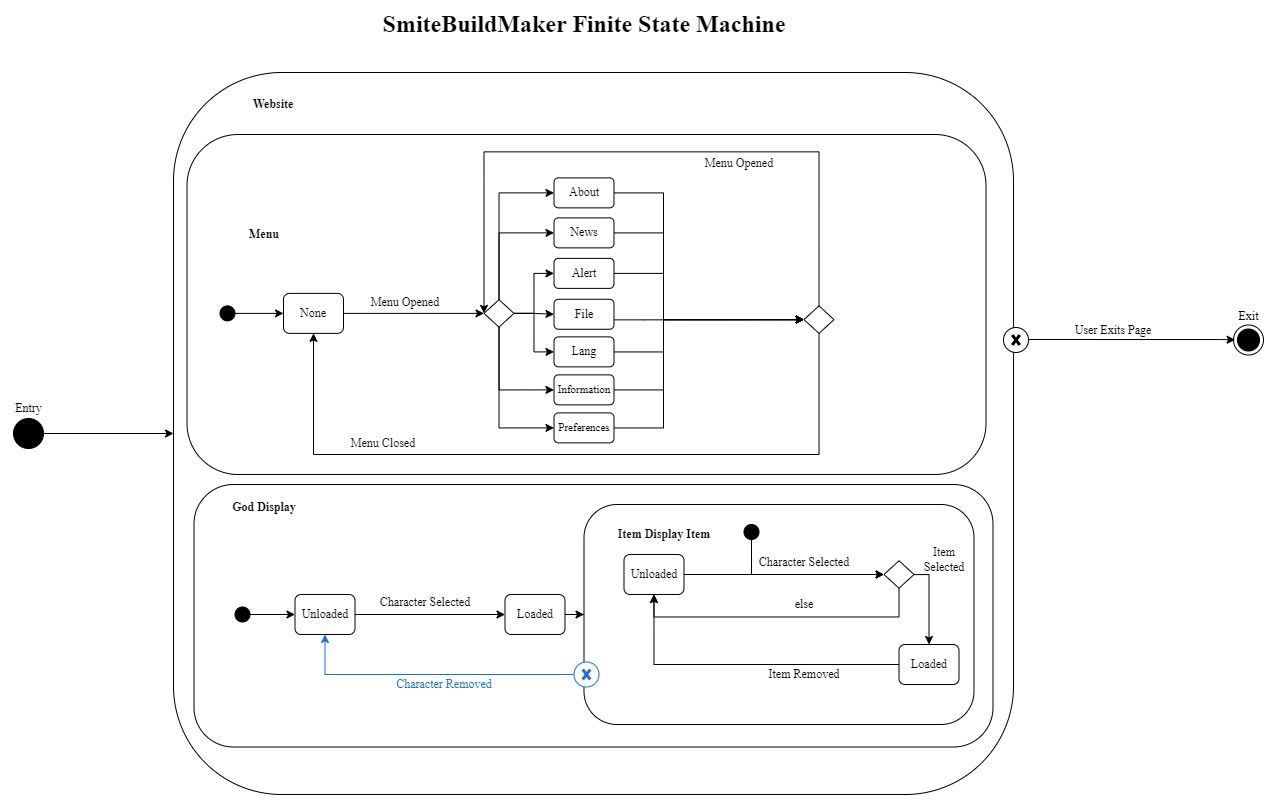 SmiteBuildMaker Finite State Machine
Website
Menu Opened
About
News
Menu
Alert
None
Menu Opened
File
Lang
Information
Preferences
Menu Closed
Exit
User Exits Page
Entry
God Display
Item Display Item
Unloaded
Character Selected
Item
Selected
else
Unloaded
Character Selected
Loaded
Loaded
Item Removed
Character Removed